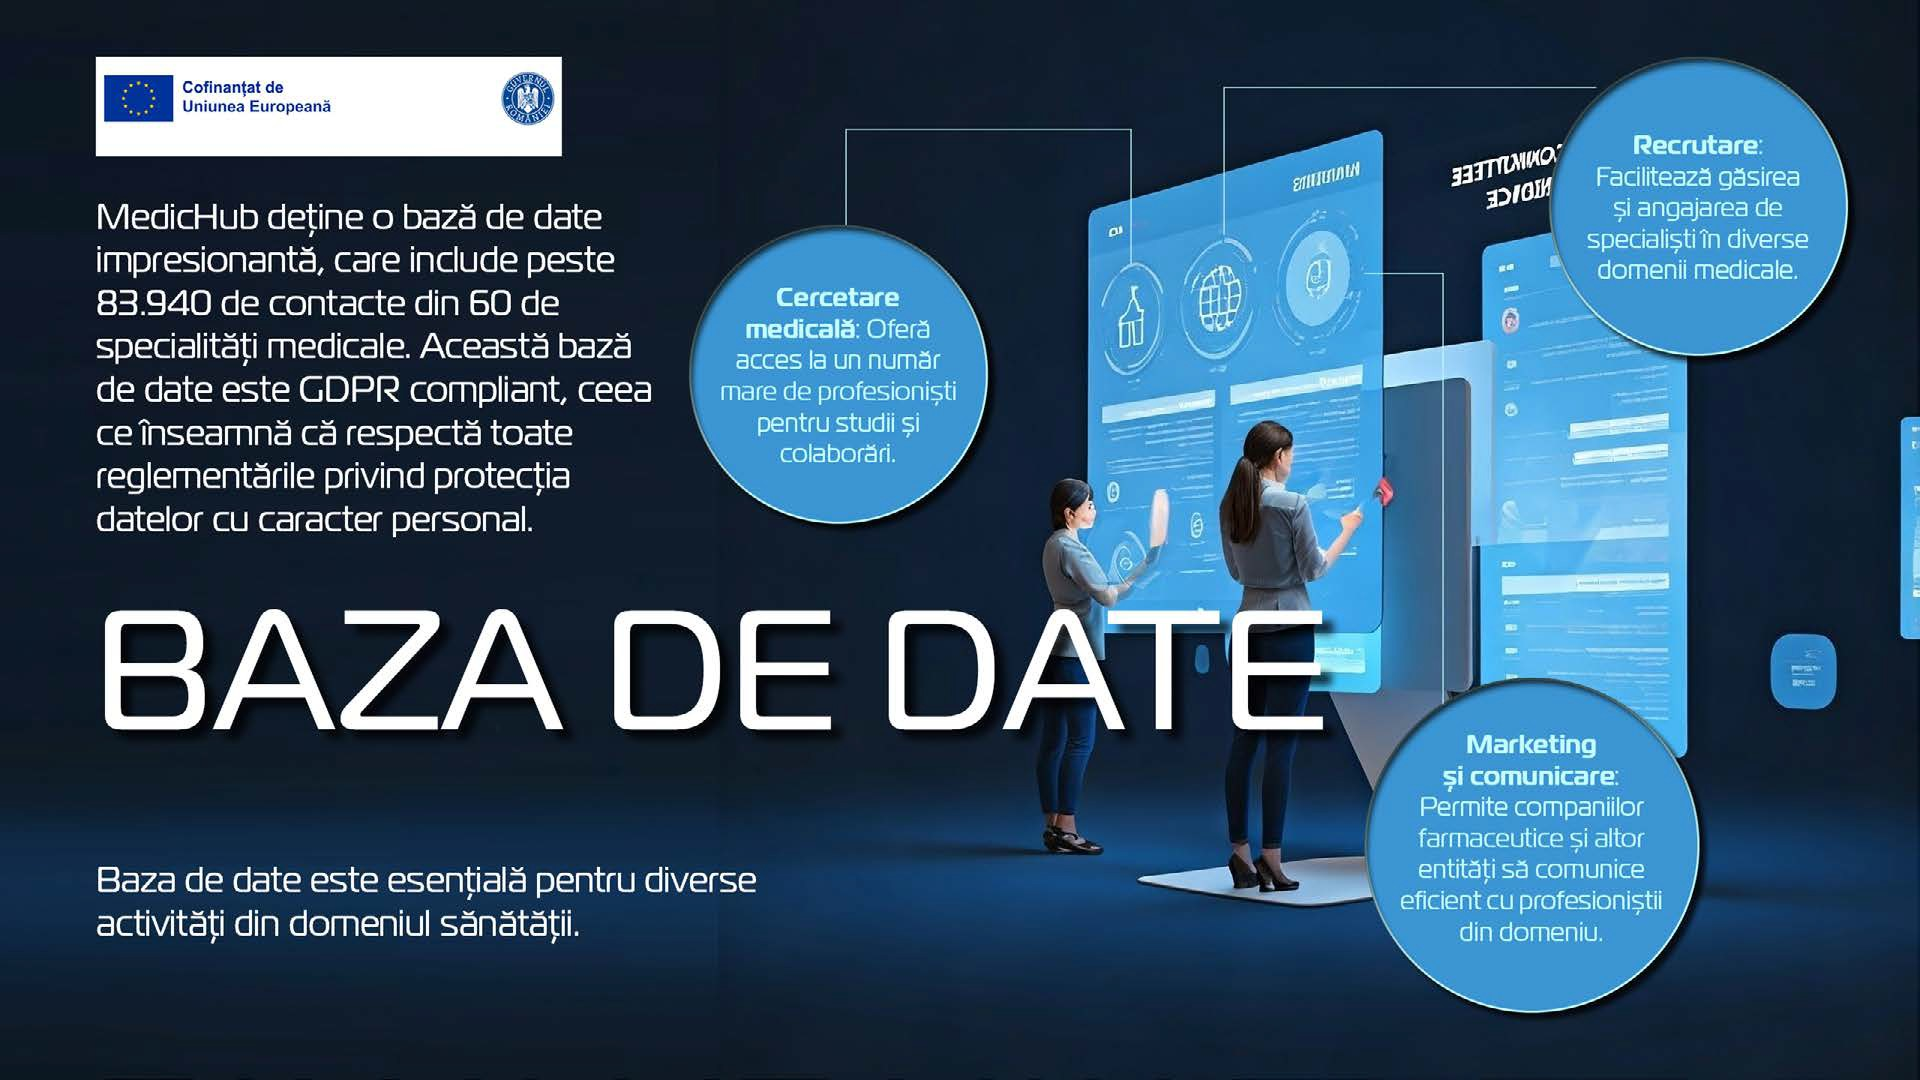 Cofinanțat de
Uniunea Europeană
GUVERNUL ROMÂNIEI
MedicHub deține o bază de date
impresionantă, care include peste
83.940 de contacte din 60 de
specialități medicale. Această bază
de date este GDPR compliant, ceea
ce înseamnă că respectă toate
reglementările privind protecția
datelor cu caracter personal.
Cercetare
medicală: Oferă
acces la un număr
mare de profesioniști
pentru studii și
colaborări.
Recrutare:
Facilitează găsirea
și angajarea de
specialiști în diverse
domenii medicale.
BAZA DE DATE
Marketing
și comunicare:
Permite companiilor
farmaceutice și altor
entități să comunice
eficient cu profesioniștii
din domeniu.
Baza de date este esențială pentru diverse
activități din domeniul sănătății.